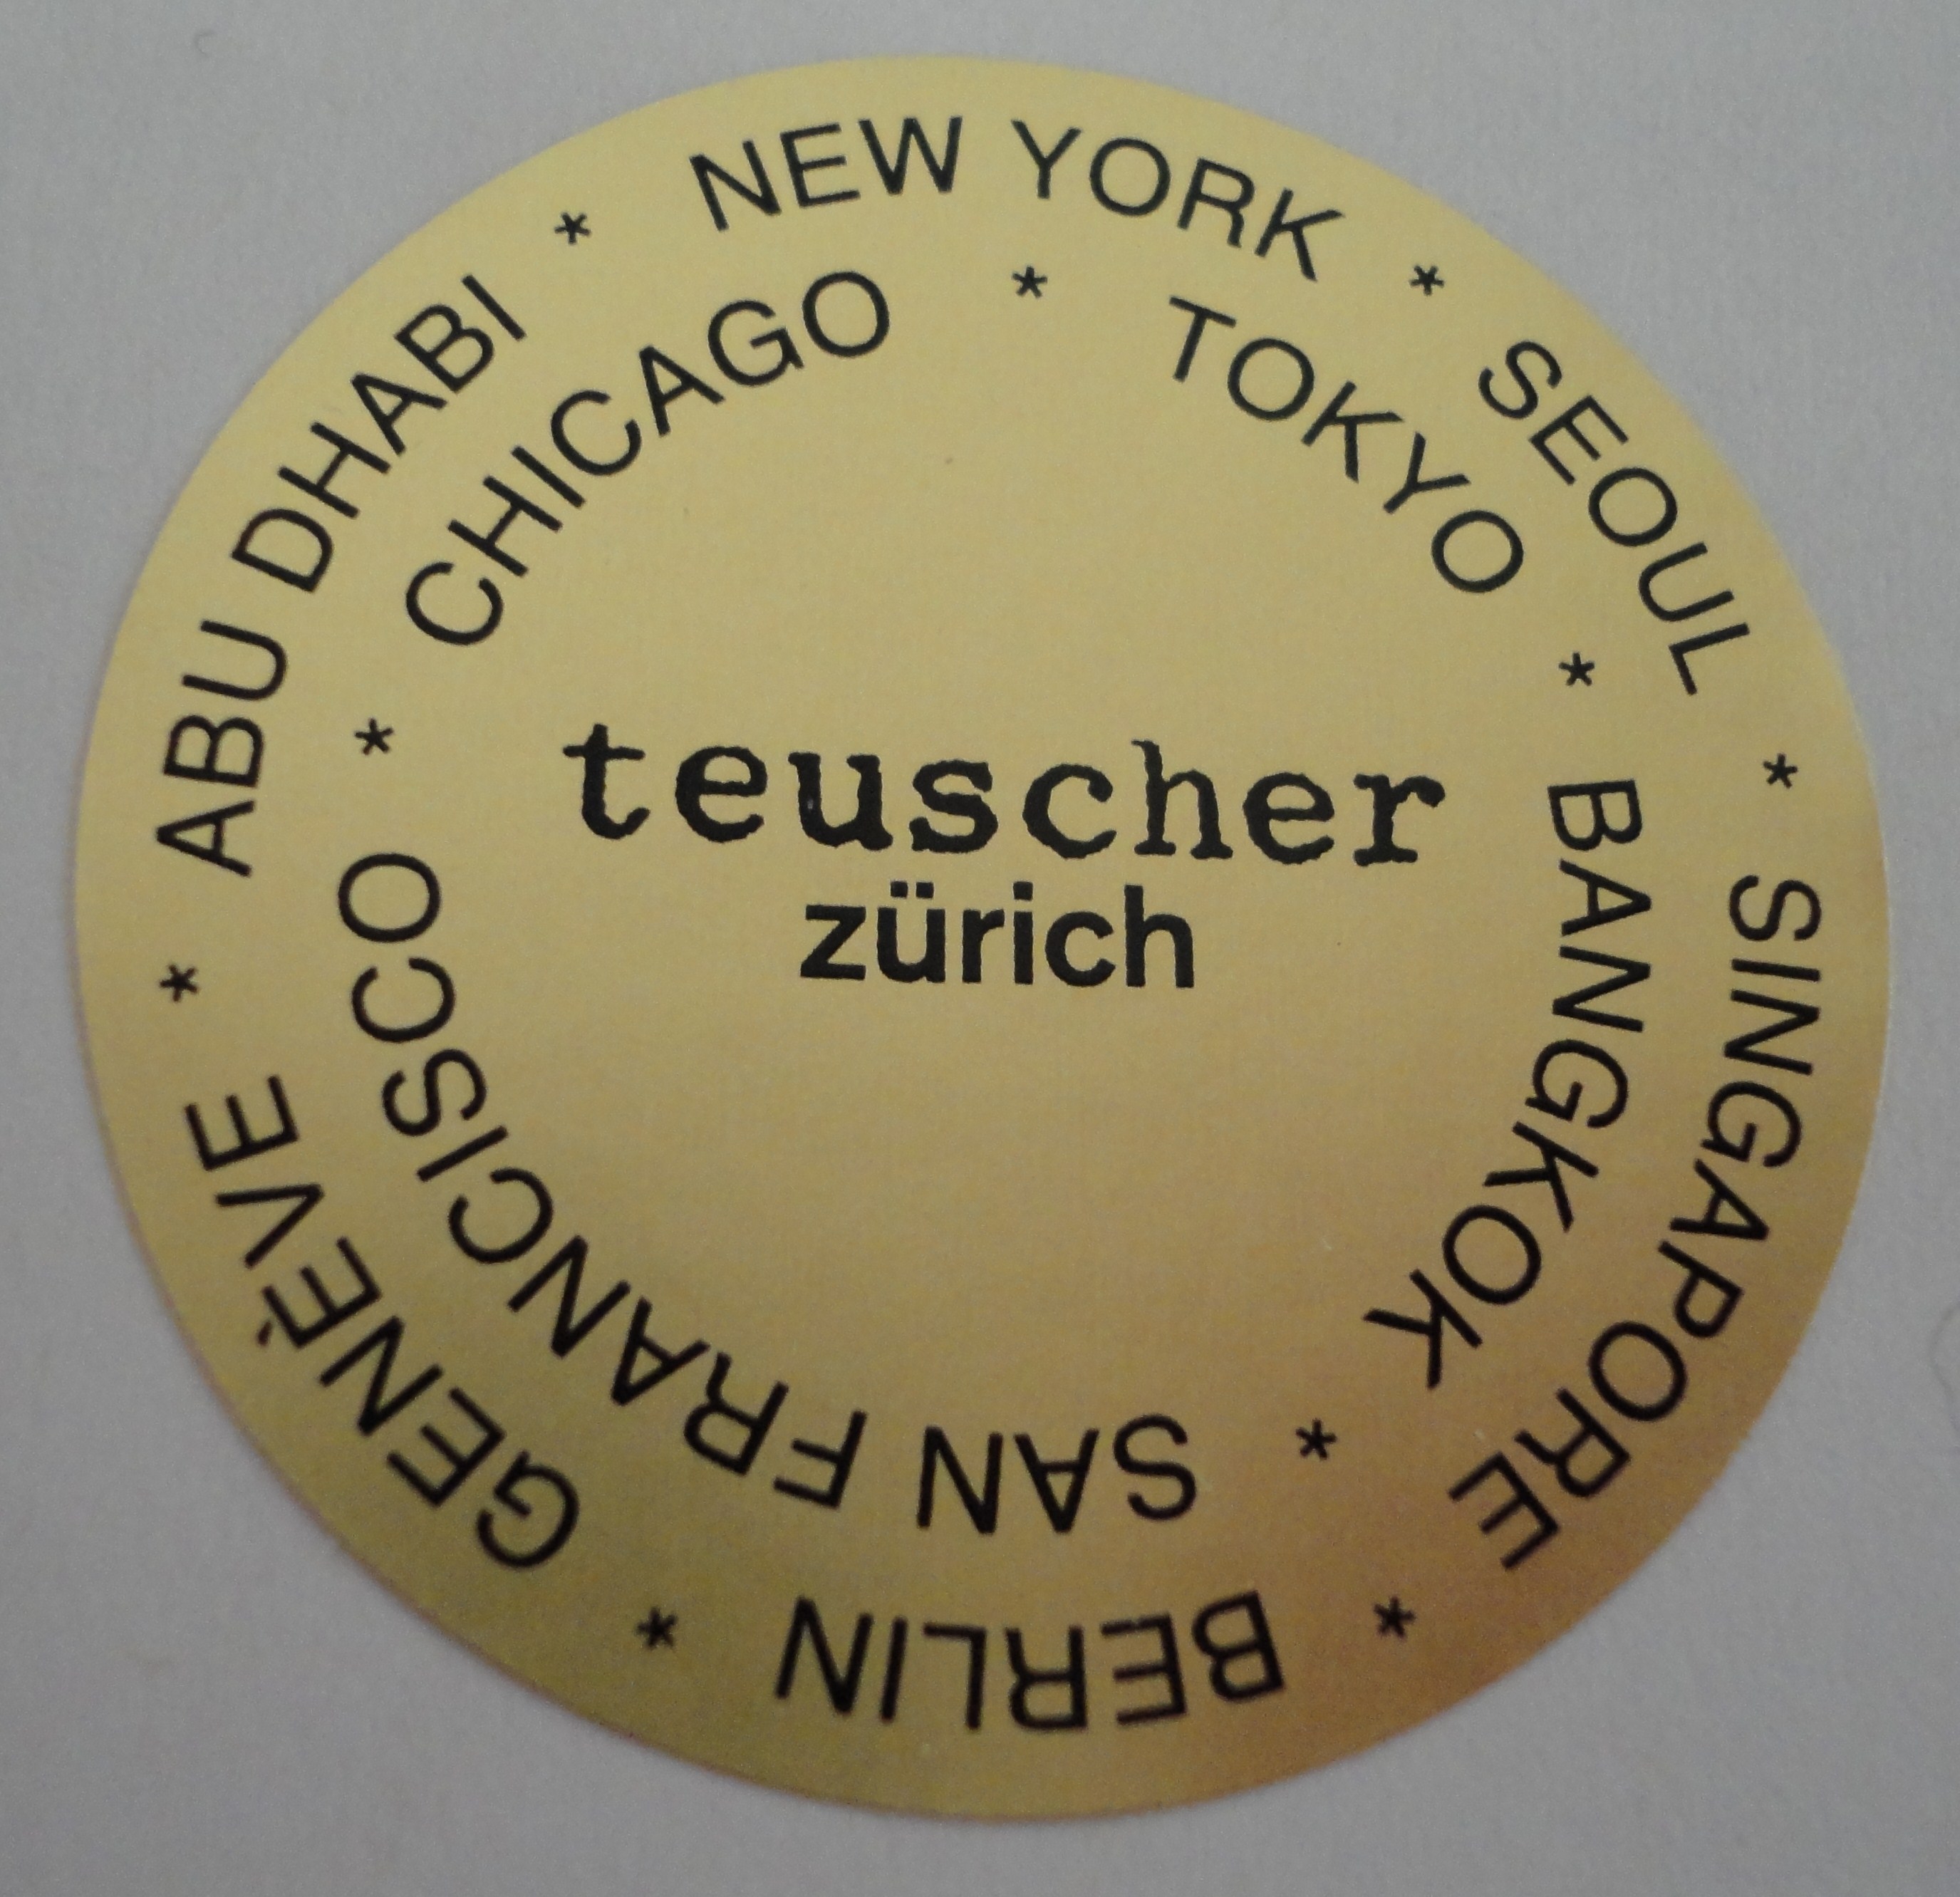 NEW YORK * SEOUL * SINGAPORE * BERLIN * GENÈVE * ABU DHABI *
CHICAGO * TOKYO * BANGKOK * SAN FRANCISCO *
teuscher
zürich